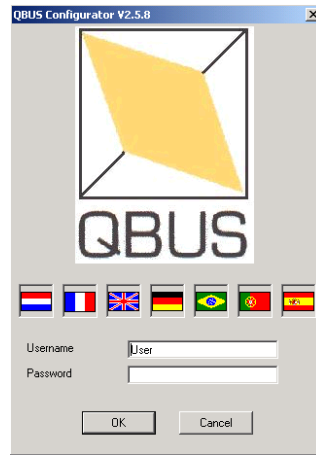 QBUS Configurator V2.5.8
QBUS
Username
User
Password
OK
Cancel